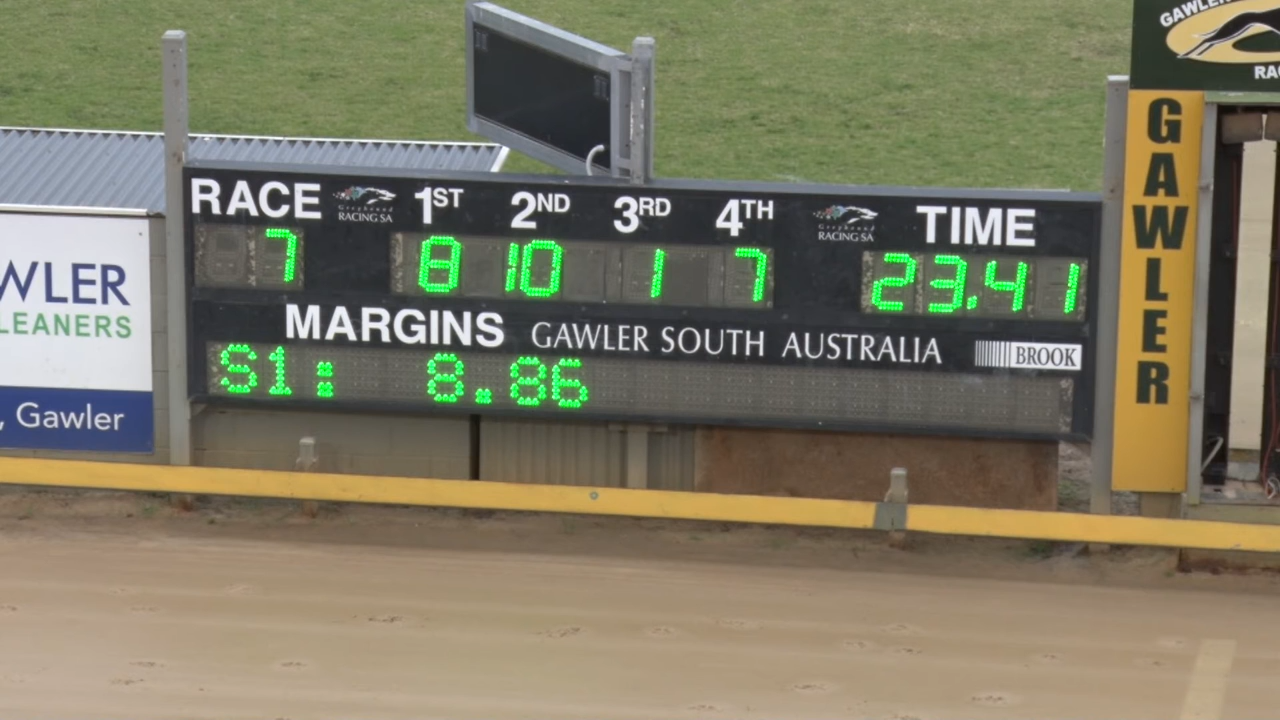 GAWLER
RA
RACE 1ST 2ND 3RD 4TH TIME
Greyhound
RACING SA
Greyhound
RACING SA
7 8 10 1 7 23.41
MARGINS GAWLER SOUTH AUSTRALIA BROOK
S1: 8.86
WLER
LEANERS
, Gawler
GAWLER